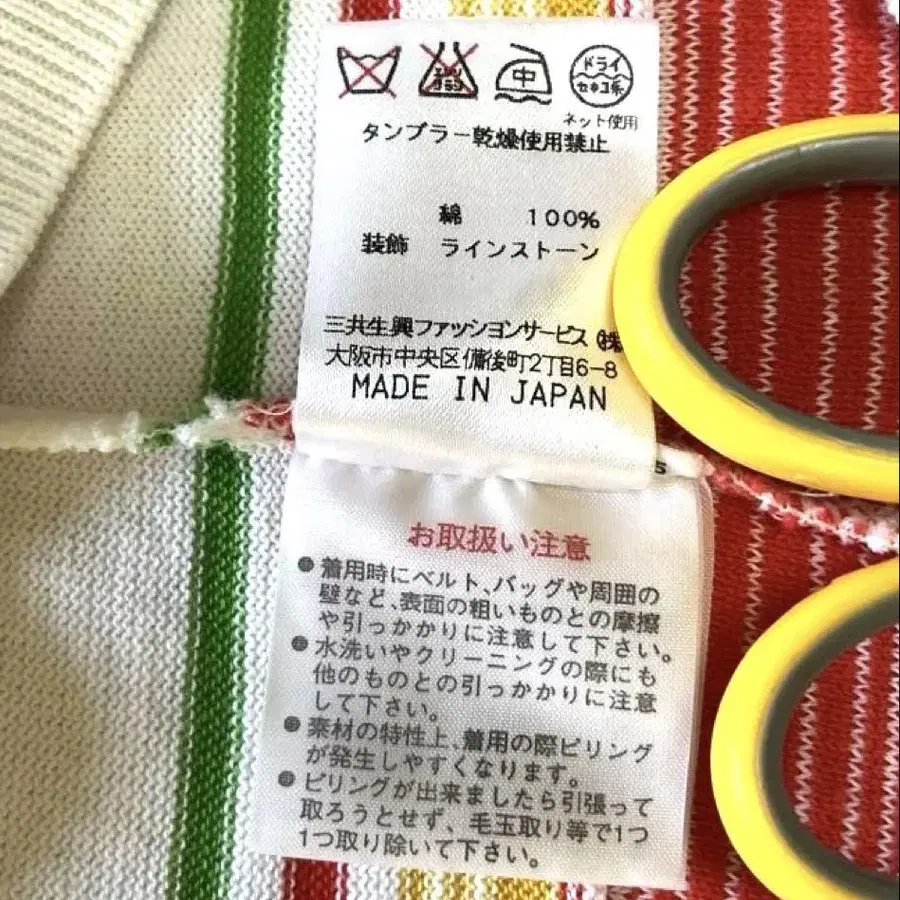 中
ドライ
セキユ系
ネット使用
タンブラー乾燥使用禁止
綿 100%
装飾 ラインストーン
三共生興ファッションサービス㈱
大阪市中央区備後町2丁目6-8
MADE IN JAPAN
S
お取扱い注意
●着用時にベルト、バッグや周囲の
壁など、表面の粗いものとの摩擦
や引っかかりに注意して下さい。
●水洗いやクリーニングの際にも
他のものとの引っかかりに注意
して下さい。
●素材の特性上、着用の際ピリング
が発生しやすくなります。
●ピリングが出来ましたら引張って
取ろうとせず、毛玉取り等で1つ
1つ取り除いて下さい。